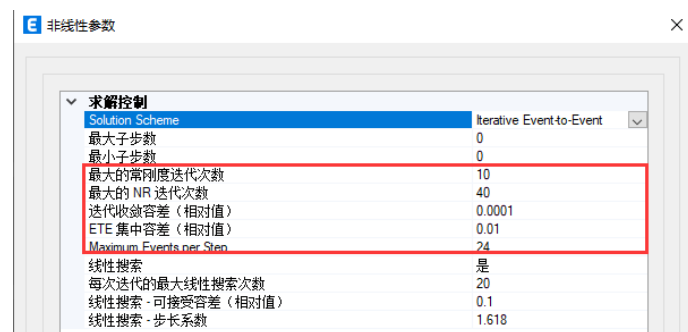 E 非线性参数
求解控制
Solution Scheme Iterative Event-to-Event
最大子步数 0
最小子步数 0
最大的常刚度迭代次数 10
最大的 NR 迭代次数 40
迭代收敛容差（相对值） 0.0001
ETE 集中容差（相对值） 0.01
Maximum Events per Step 24
线性搜索 是
每次迭代的最大线性搜索次数 20
线性搜索 - 可接受容差（相对值） 0.1
线性搜索 - 步长系数 1.618